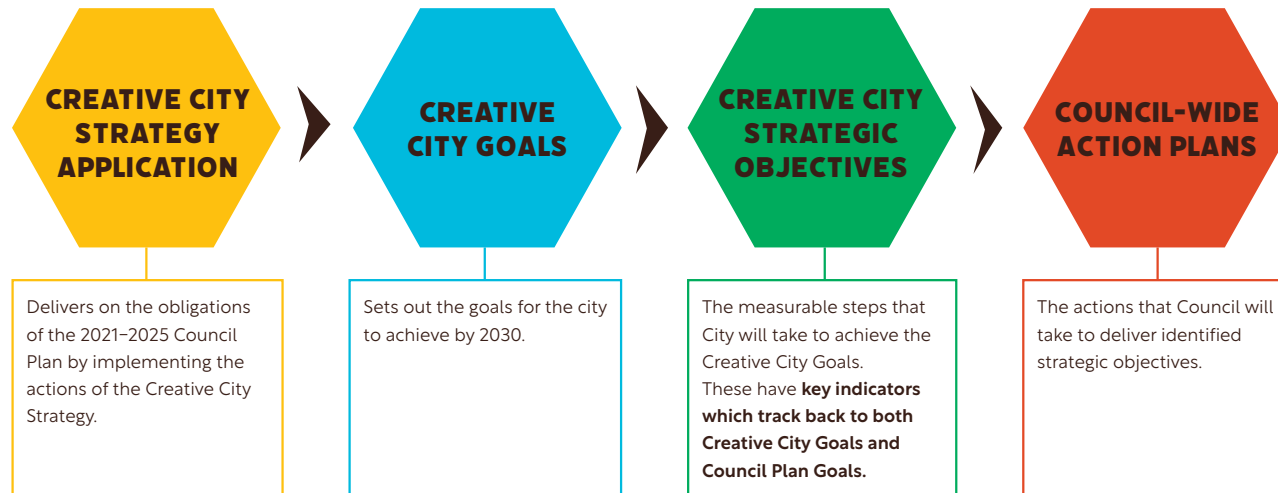 CREATIVE CITY
STRATEGY
APPLICATION
Delivers on the obligations
of the 2021–2025 Council
Plan by implementing the
actions of the Creative City
Strategy.
CREATIVE
CITY GOALS
Sets out the goals for the city
to achieve by 2030.
CREATIVE CITY
STRATEGIC
OBJECTIVES
The measurable steps that
City will take to achieve the
Creative City Goals.
These have key indicators
which track back to both
Creative City Goals and
Council Plan Goals.
COUNCIL-WIDE
ACTION PLANS
The actions that Council will
take to deliver identified
strategic objectives.